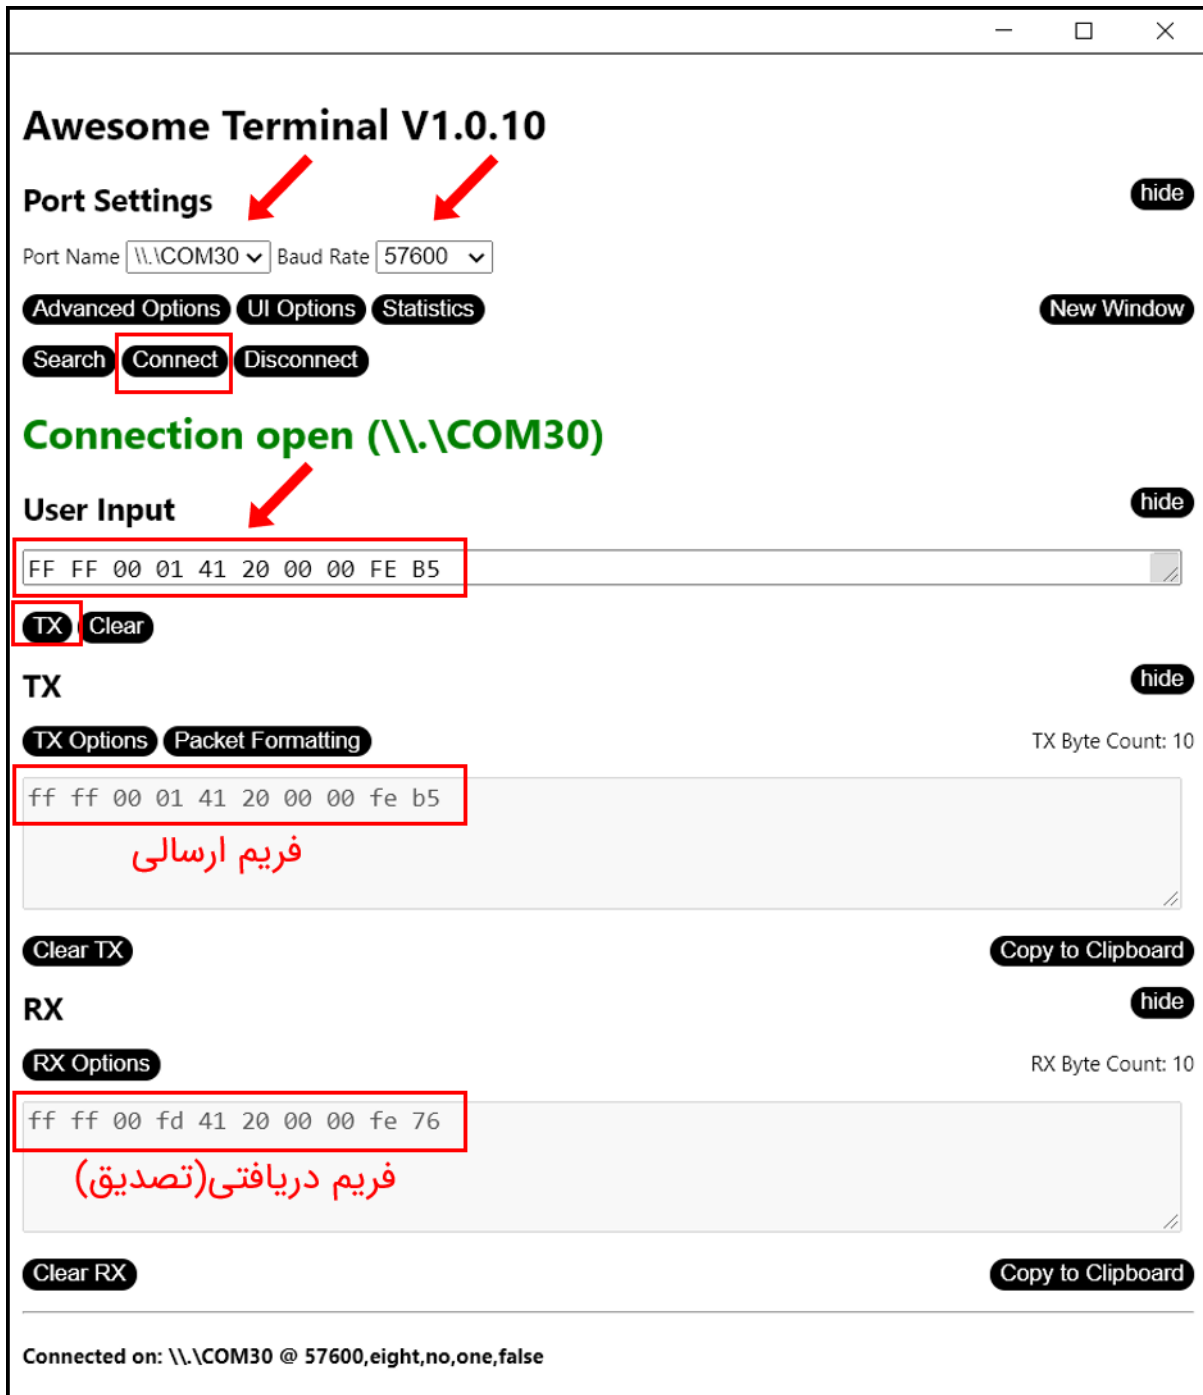 Awesome Terminal V1.0.10
Port Settings
hide
Port Name \\.\COM30 Baud Rate 57600
Advanced Options UI Options Statistics New Window
Search Connect Disconnect
Connection open (\\.\COM30)
User Input
hide
FF FF 00 01 41 20 00 00 FE B5
TX Clear
TX
hide
TX Options Packet Formatting TX Byte Count: 10
ff ff 00 01 41 20 00 00 fe b5
فریم ارسالی
Clear TX Copy to Clipboard
RX
hide
RX Options RX Byte Count: 10
ff ff 00 fd 41 20 00 00 fe 76
فریم دریافتی(تصدیق)
Clear RX Copy to Clipboard
Connected on: \\.\COM30 @ 57600,eight,no,one,false